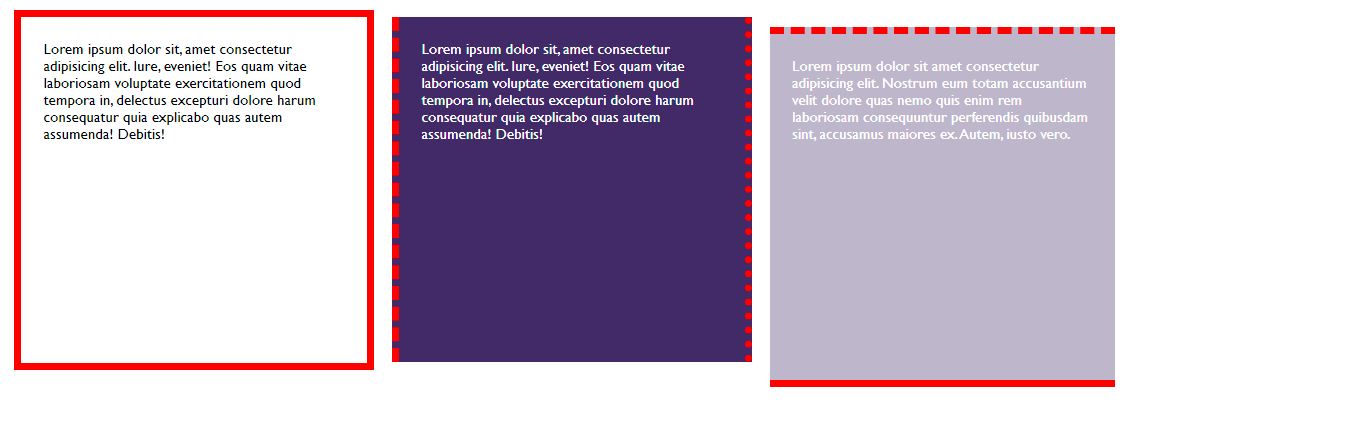 Lorem ipsum dolor sit, amet consectetur
adipisicing elit. Iure, eveniet! Eos quam vitae
laboriosam voluptate exercitationem quod
tempora in, delectus excepturi dolore harum
consequatur quia explicabo quas autem
assumenda! Debitis!
Lorem ipsum dolor sit, amet consectetur
adipisicing elit. Iure, eveniet! Eos quam vitae
laboriosam voluptate exercitationem quod
tempora in, delectus excepturi dolore harum
consequatur quia explicabo quas autem
assumenda! Debitis!
Lorem ipsum dolor sit amet consectetur
adipisicing elit. Nostrum eum totam accusantium
velit dolore quas nemo quis enim rem
laboriosam consequuntur perferendis quibusdam
sint, accusamus maiores ex. Autem, iusto vero.